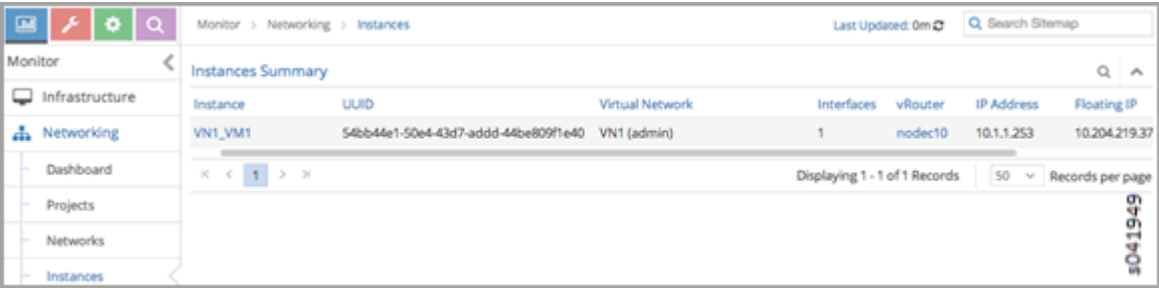 Monitor > Networking > Instances
Last Updated: 0m
Search Sitemap
Monitor
Infrastructure
Networking
Dashboard
Projects
Networks
Instances
Instances Summary
Instance UUID Virtual Network Interfaces vRouter IP Address Floating IP
VN1_VM1 54bb44e1-50e4-43d7-addd-44be809f1e40 VN1 (admin) 1 nodec10 10.1.1.253 10.204.219.37
1
Displaying 1 - 1 of 1 Records 50 Records per page
s041949